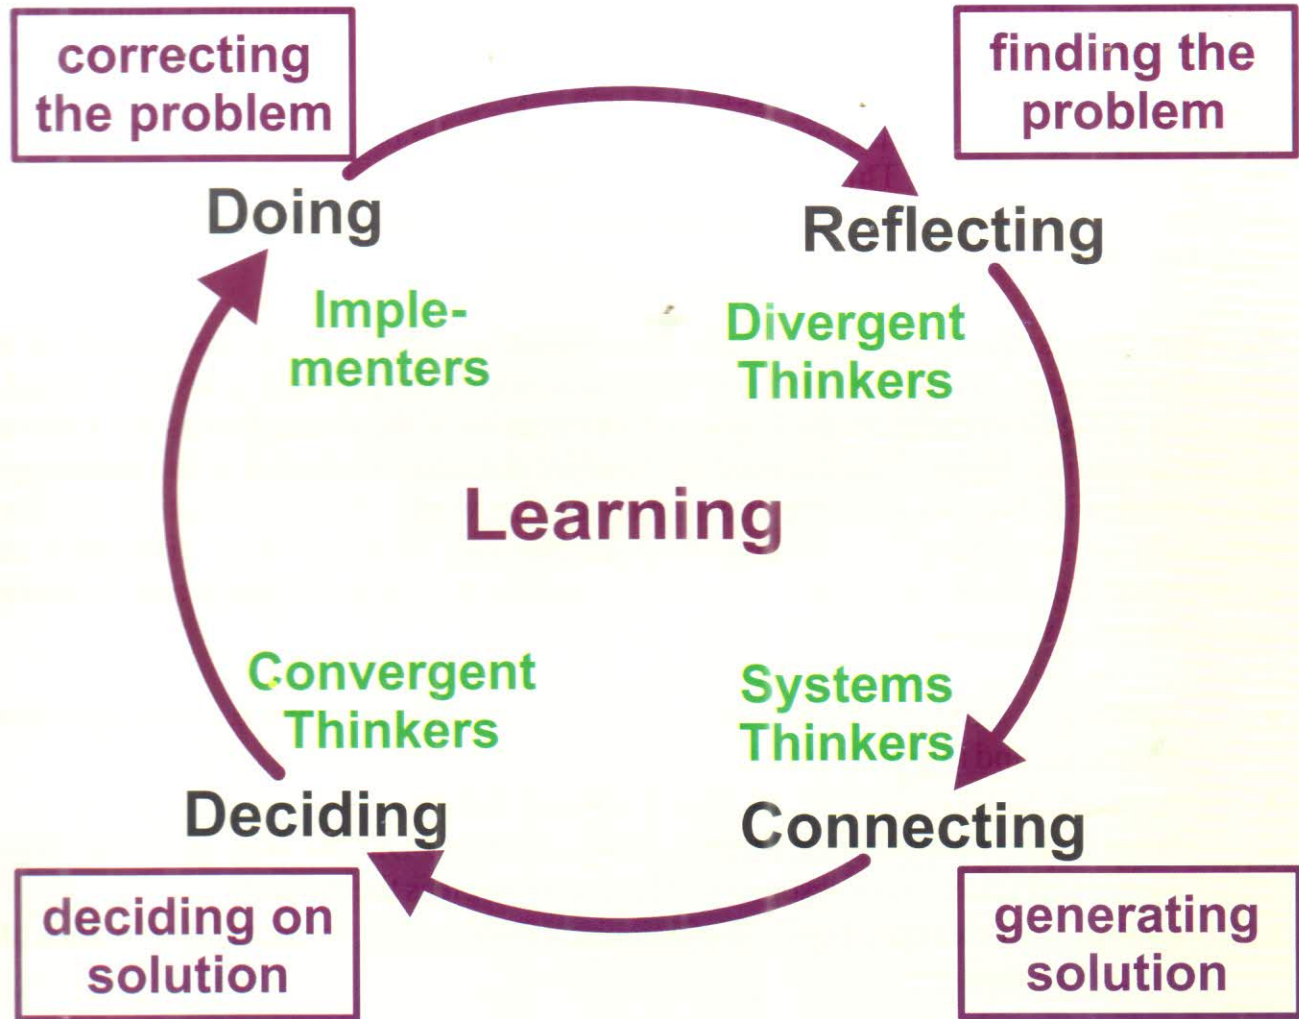 correcting
the problem
finding the
problem
Doing
Reflecting
Imple-
menters
Divergent
Thinkers
Learning
Convergent
Thinkers
Systems
Thinkers
Deciding
Connecting
deciding on
solution
generating
solution